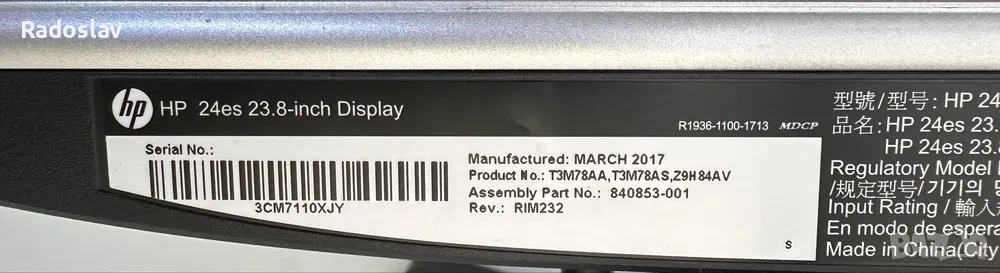 Radoslav
hp HP 24es 23.8-inch Display
R1936-1100-1713 MDCP
Serial No.:
3CM7110XJY
Manufactured: MARCH 2017
Product No.: T3M78AA,T3M78AS,Z9H84AV
Assembly Part No.: 840853-001
Rev.: RIM232
S
型號/型号: HP 24
品名: HP 24es 23.
HP 24es 23.8
Regulatory Model
/规定型号/기기의
Input Rating / 輸入
En modo de espera
Made in China(City